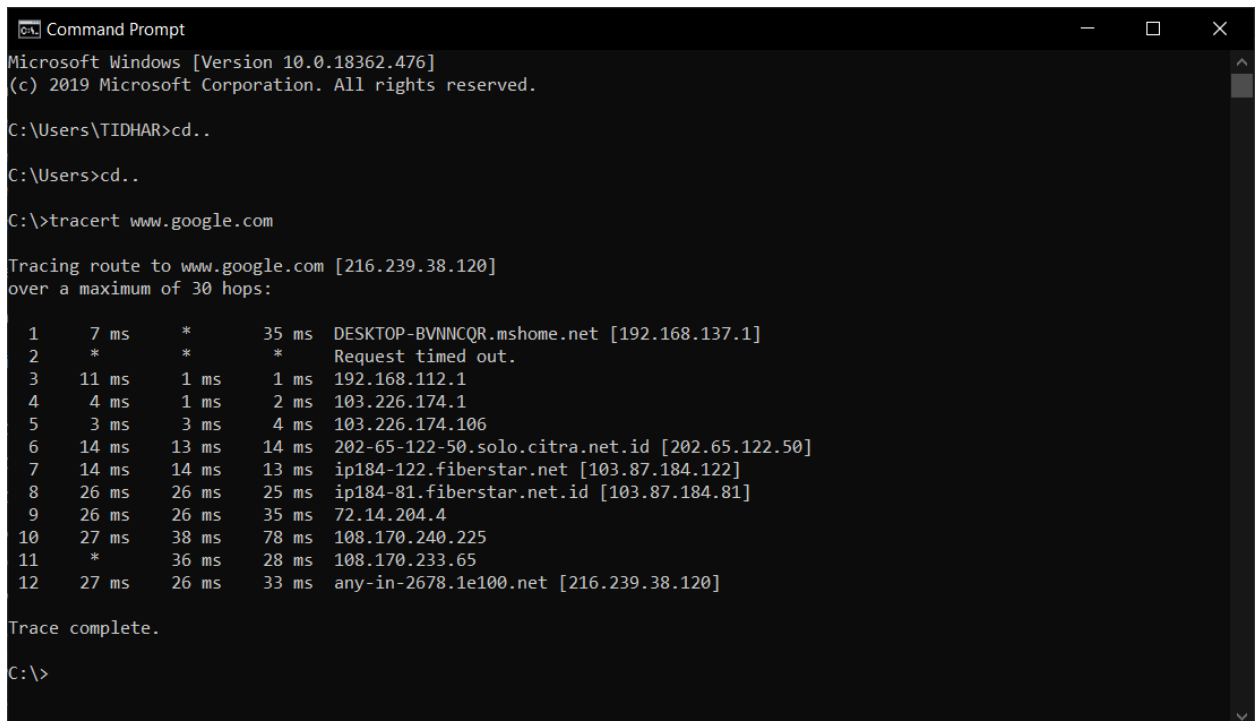 Command Prompt
Microsoft Windows [Version 10.0.18362.476]
(c) 2019 Microsoft Corporation. All rights reserved.
C:\Users\TIDHAR>cd..
C:\Users>cd..
C:\>tracert www.google.com
Tracing route to www.google.com [216.239.38.120]
over a maximum of 30 hops:
1 7 ms * 35 ms DESKTOP-BVNNCQR.mshome.net [192.168.137.1]
2 * * * Request timed out.
3 11 ms 1 ms 1 ms 192.168.112.1
4 4 ms 1 ms 2 ms 103.226.174.1
5 3 ms 3 ms 4 ms 103.226.174.106
6 14 ms 13 ms 14 ms 202-65-122-50.solo.citra.net.id [202.65.122.50]
7 14 ms 14 ms 13 ms ip184-122.fiberstar.net [103.87.184.122]
8 26 ms 26 ms 25 ms ip184-81.fiberstar.net.id [103.87.184.81]
9 26 ms 26 ms 35 ms 72.14.204.4
10 27 ms 38 ms 78 ms 108.170.240.225
11 * 36 ms 28 ms 108.170.233.65
12 27 ms 26 ms 33 ms any-in-2678.1e100.net [216.239.38.120]
Trace complete.
C:\>